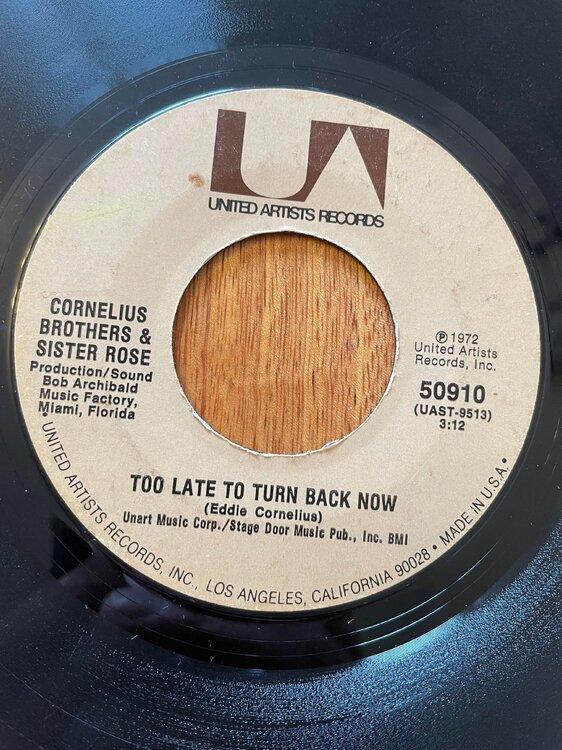 UA
UNITED ARTISTS RECORDS
CORNELIUS
BROTHERS &
SISTER ROSE
Production/Sound
Bob Archibald
Music Factory,
Miami, Florida
℗ 1972
United Artists
Records, Inc.
50910
(UAST-9513)
3:12
TOO LATE TO TURN BACK NOW
(Eddie Cornelius)
Unart Music Corp./Stage Door Music Pub., Inc. BMI
• UNITED ARTISTS RECORDS, INC., LOS ANGELES, CALIFORNIA 90028 • MADE IN U.S.A. •